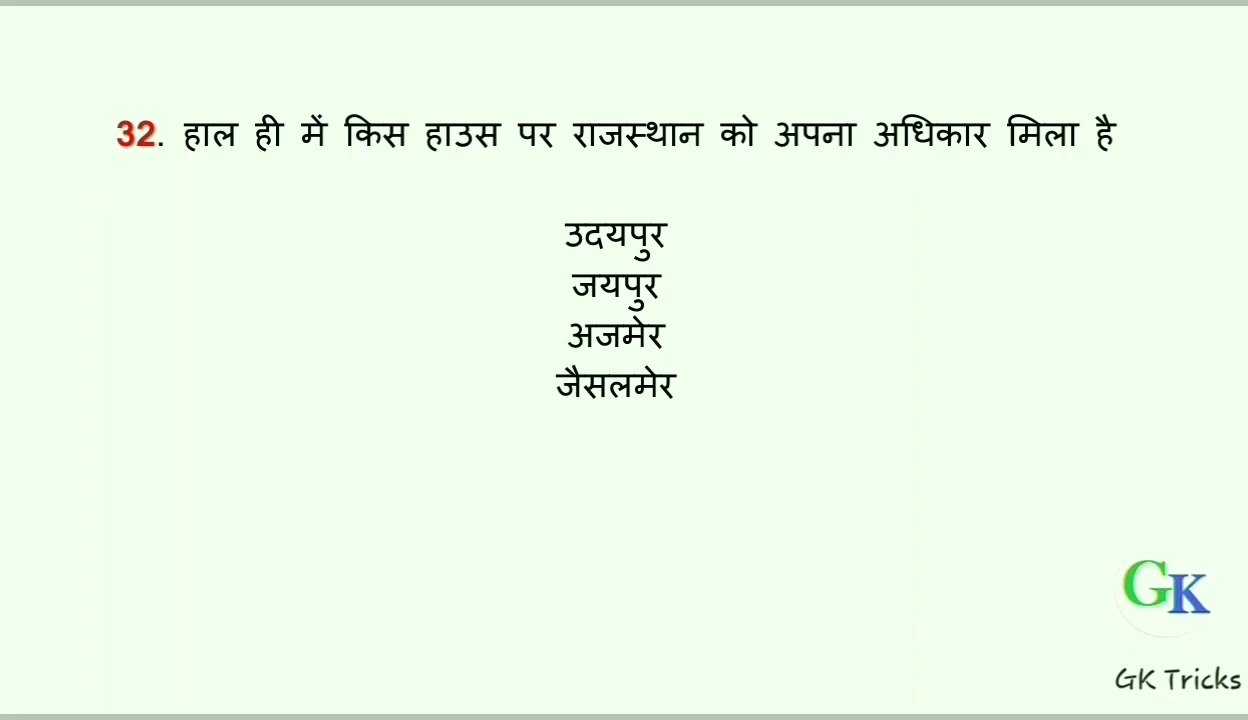 32. हाल ही में किस हाउस पर राजस्थान को अपना अधिकार मिला है
उदयपुर
जयपुर
अजमेर
जैसलमेर
GK
GK Tricks